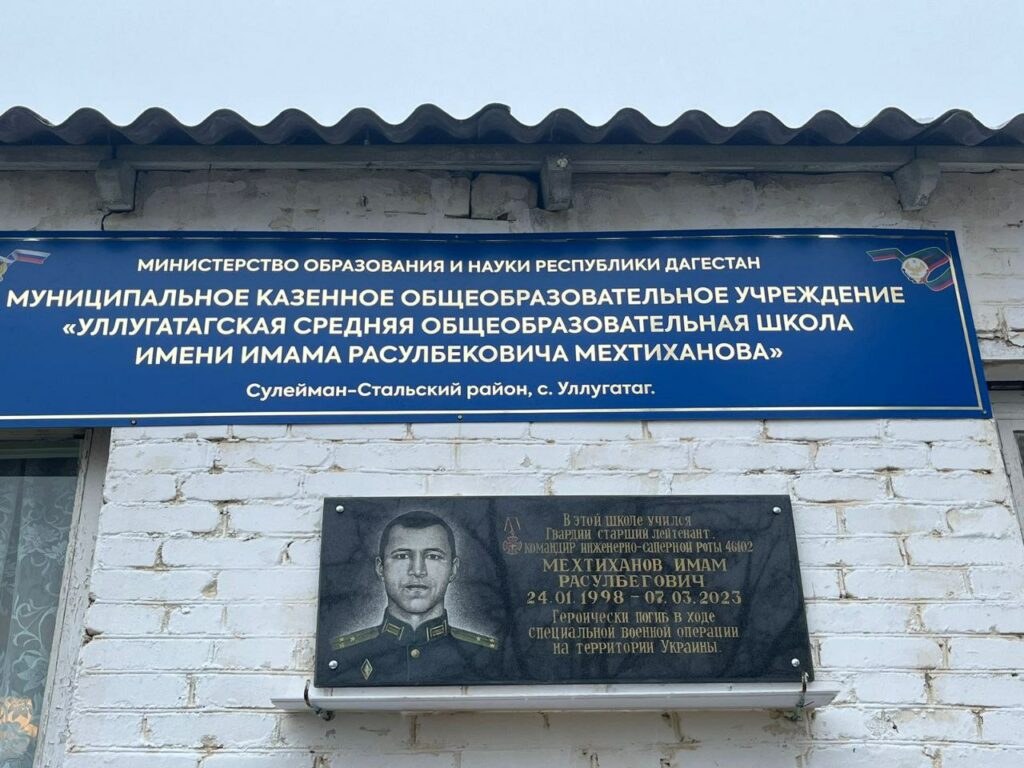 МИНИСТЕРСТВО ОБРАЗОВАНИЯ И НАУКИ РЕСПУБЛИКИ ДАГЕСТАН
МУНИЦИПАЛЬНОЕ КАЗЕННОЕ ОБЩЕОБРАЗОВАТЕЛЬНОЕ УЧРЕЖДЕНИЕ
«УЛЛУГАТАГСКАЯ СРЕДНЯЯ ОБЩЕОБРАЗОВАТЕЛЬНАЯ ШКОЛА
ИМЕНИ ИМАМА РАСУЛБЕКОВИЧА МЕХТИХАНОВА»
Сулейман-Стальский район, с. Уллугатаг.
В этой школе учился
Гвардии старший лейтенант,
командир инженерно-саперной роты 46102
МЕХТИХАНОВ ИМАМ
РАСУЛБЕГОВИЧ
24.01.1998 - 07.03.2023
Героически погиб в ходе
специальной военной операции
на территории Украины.